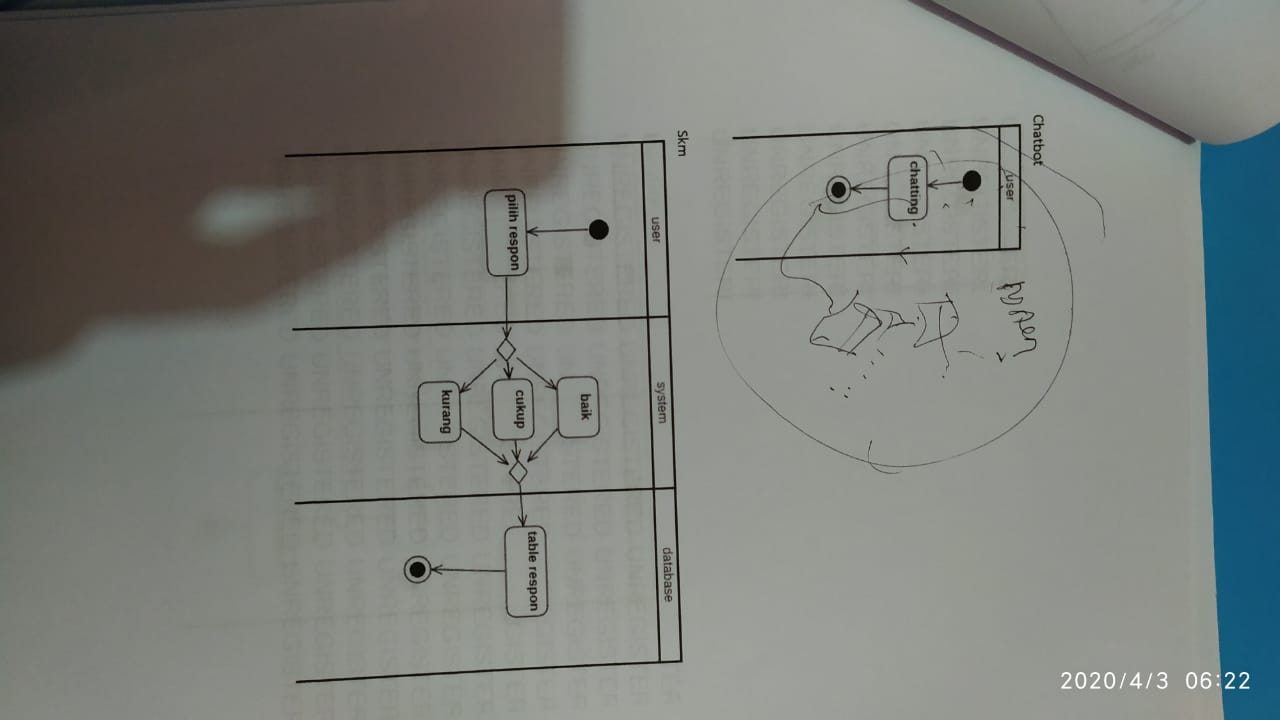 Chatbot
user
chatting
Skm
user
system
database
pilih respon
baik
cukup
kurang
table respon
2020/4/3 06:22